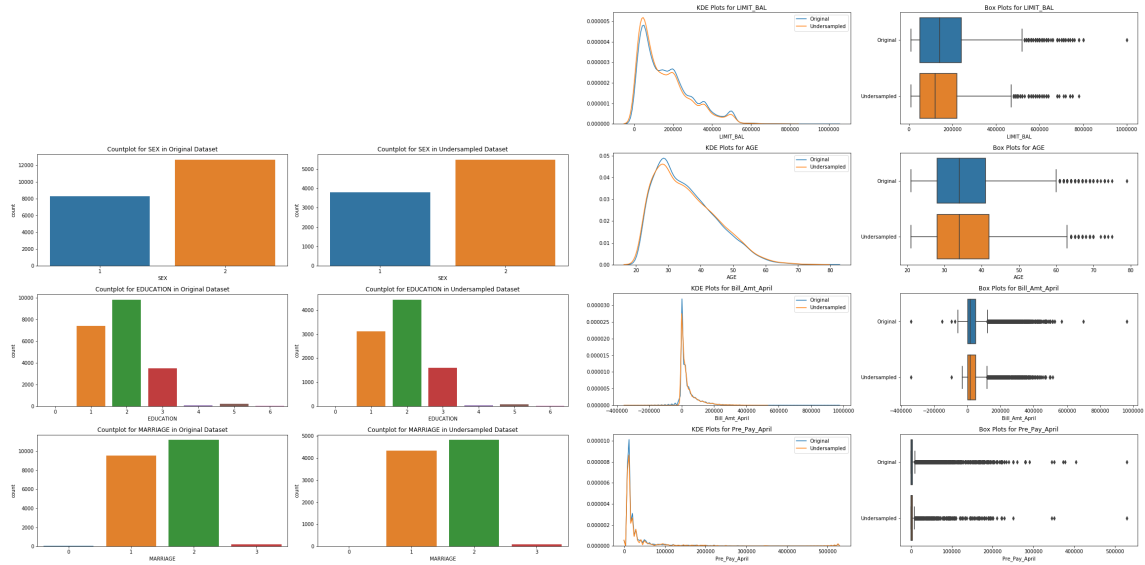 KDE Plots for LIMIT_BAL
0.000005
0.000004
0.000003
0.000002
0.000001
0.000000
0 200000 400000 600000 800000 1000000
LIMIT_BAL
Original
Undersampled
Box Plots for LIMIT_BAL
Original
Undersampled
0 200000 400000 600000 800000 1000000
LIMIT_BAL
Countplot for SEX in Original Dataset
12000
10000
8000
6000
4000
2000
0
count
1 2
SEX
Countplot for SEX in Undersampled Dataset
5000
4000
3000
2000
1000
0
count
1 2
SEX
KDE Plots for AGE
0.05
0.04
0.03
0.02
0.01
0.00
20 30 40 50 60 70 80
AGE
Original
Undersampled
Box Plots for AGE
Original
Undersampled
20 30 40 50 60 70 80
AGE
Countplot for EDUCATION in Original Dataset
10000
8000
6000
4000
2000
0
count
0 1 2 3 4 5 6
EDUCATION
Countplot for EDUCATION in Undersampled Dataset
4000
3000
2000
1000
0
count
0 1 2 3 4 5 6
EDUCATION
KDE Plots for Bill_Amt_April
0.000030
0.000025
0.000020
0.000015
0.000010
0.000005
0.000000
−400000 −200000 0 200000 400000 600000 800000 1000000
Bill_Amt_April
Original
Undersampled
Box Plots for Bill_Amt_April
Original
Undersampled
−400000 −200000 0 200000 400000 600000 800000 1000000
Bill_Amt_April
Countplot for MARRIAGE in Original Dataset
10000
8000
6000
4000
2000
0
count
0 1 2 3
MARRIAGE
Countplot for MARRIAGE in Undersampled Dataset
5000
4000
3000
2000
1000
0
count
0 1 2 3
MARRIAGE
KDE Plots for Pre_Pay_April
0.000010
0.000008
0.000006
0.000004
0.000002
0.000000
0 100000 200000 300000 400000 500000
Pre_Pay_April
Original
Undersampled
Box Plots for Pre_Pay_April
Original
Undersampled
0 100000 200000 300000 400000 500000
Pre_Pay_April